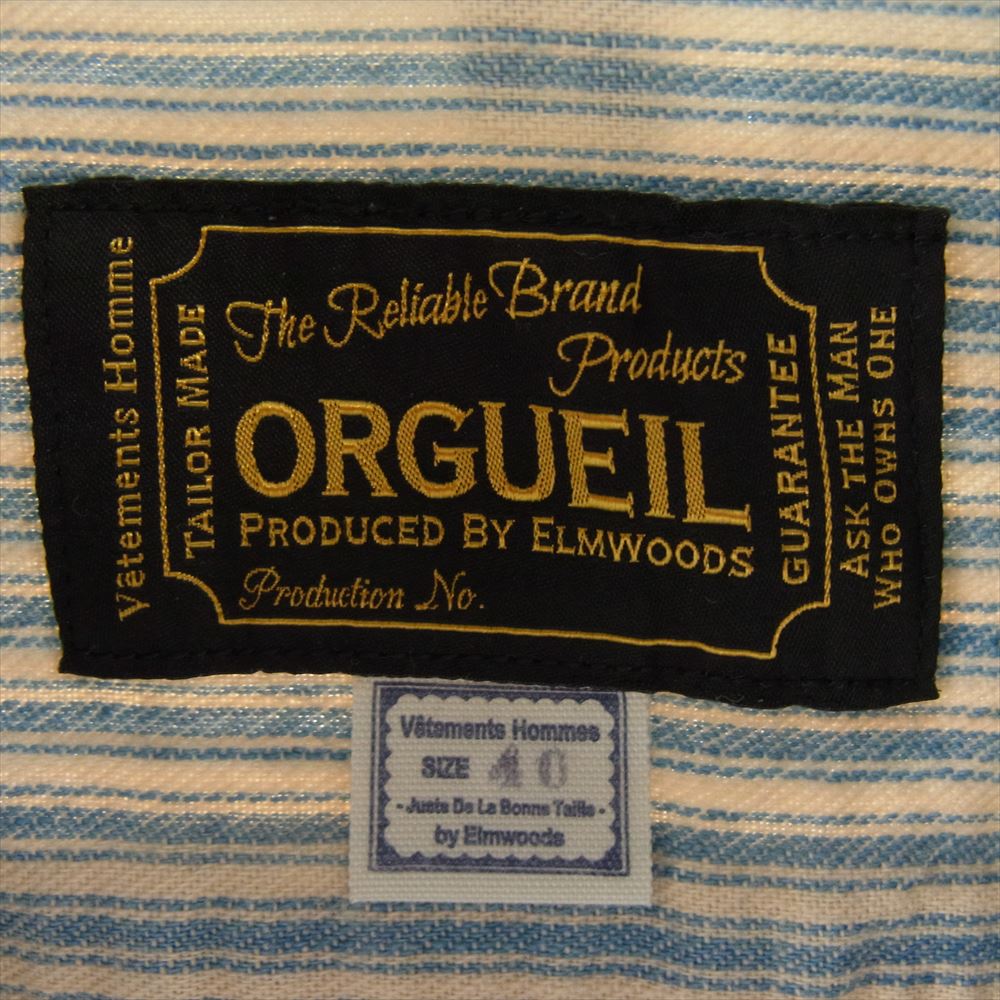 Vêtements Homme
TAILOR MADE
The Reliable Brand
Products
ORGUEIL
PRODUCED BY ELMWOODS
Production No.
GUARANTEE
ASK THE MAN
WHO OWNS ONE
Vêtements Hommes
SIZE 40
- Juste De La Bonne Taille -
by Elmwoods